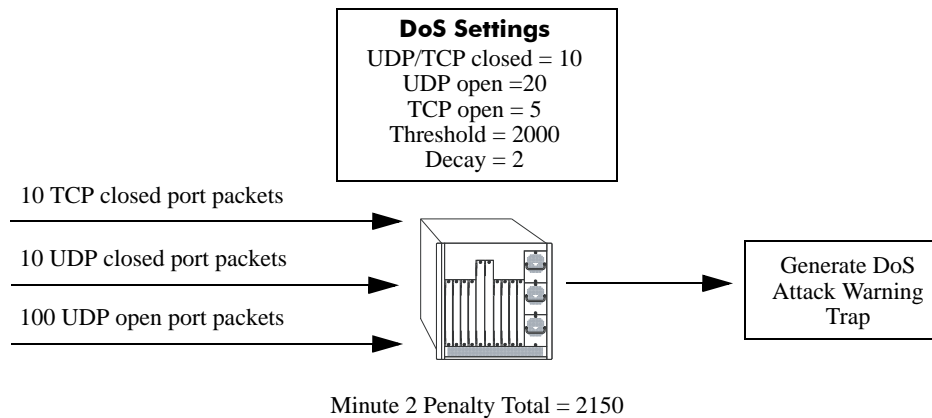 DoS Settings
UDP/TCP closed = 10
UDP open =20
TCP open = 5
Threshold = 2000
Decay = 2
10 TCP closed port packets
10 UDP closed port packets
100 UDP open port packets
Generate DoS
Attack Warning
Trap
Minute 2 Penalty Total = 2150